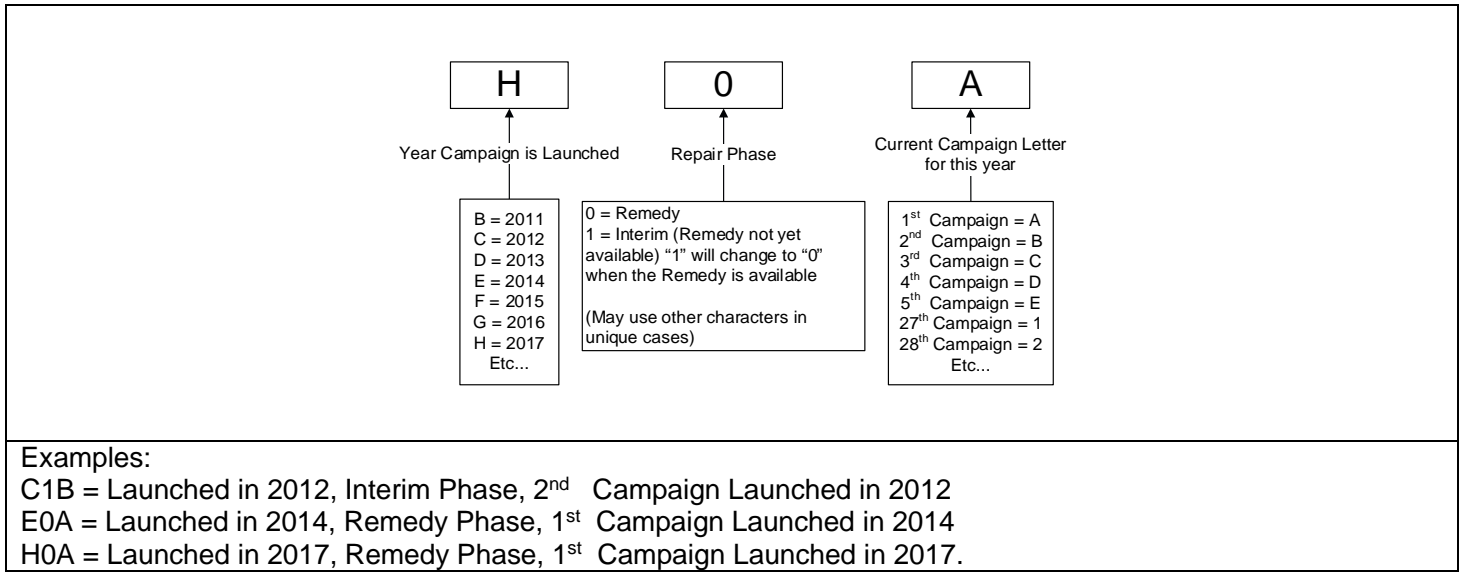 H
0
A
Year Campaign is Launched
Repair Phase
Current Campaign Letter
for this year
B = 2011
C = 2012
D = 2013
E = 2014
F = 2015
G = 2016
H = 2017
Etc...
0 = Remedy
1 = Interim (Remedy not yet
available) “1” will change to “0”
when the Remedy is available
(May use other characters in
unique cases)
1st Campaign = A
2nd Campaign = B
3rd Campaign = C
4th Campaign = D
5th Campaign = E
27th Campaign = 1
28th Campaign = 2
Etc...
Examples:
C1B = Launched in 2012, Interim Phase, 2nd Campaign Launched in 2012
E0A = Launched in 2014, Remedy Phase, 1st Campaign Launched in 2014
H0A = Launched in 2017, Remedy Phase, 1st Campaign Launched in 2017.